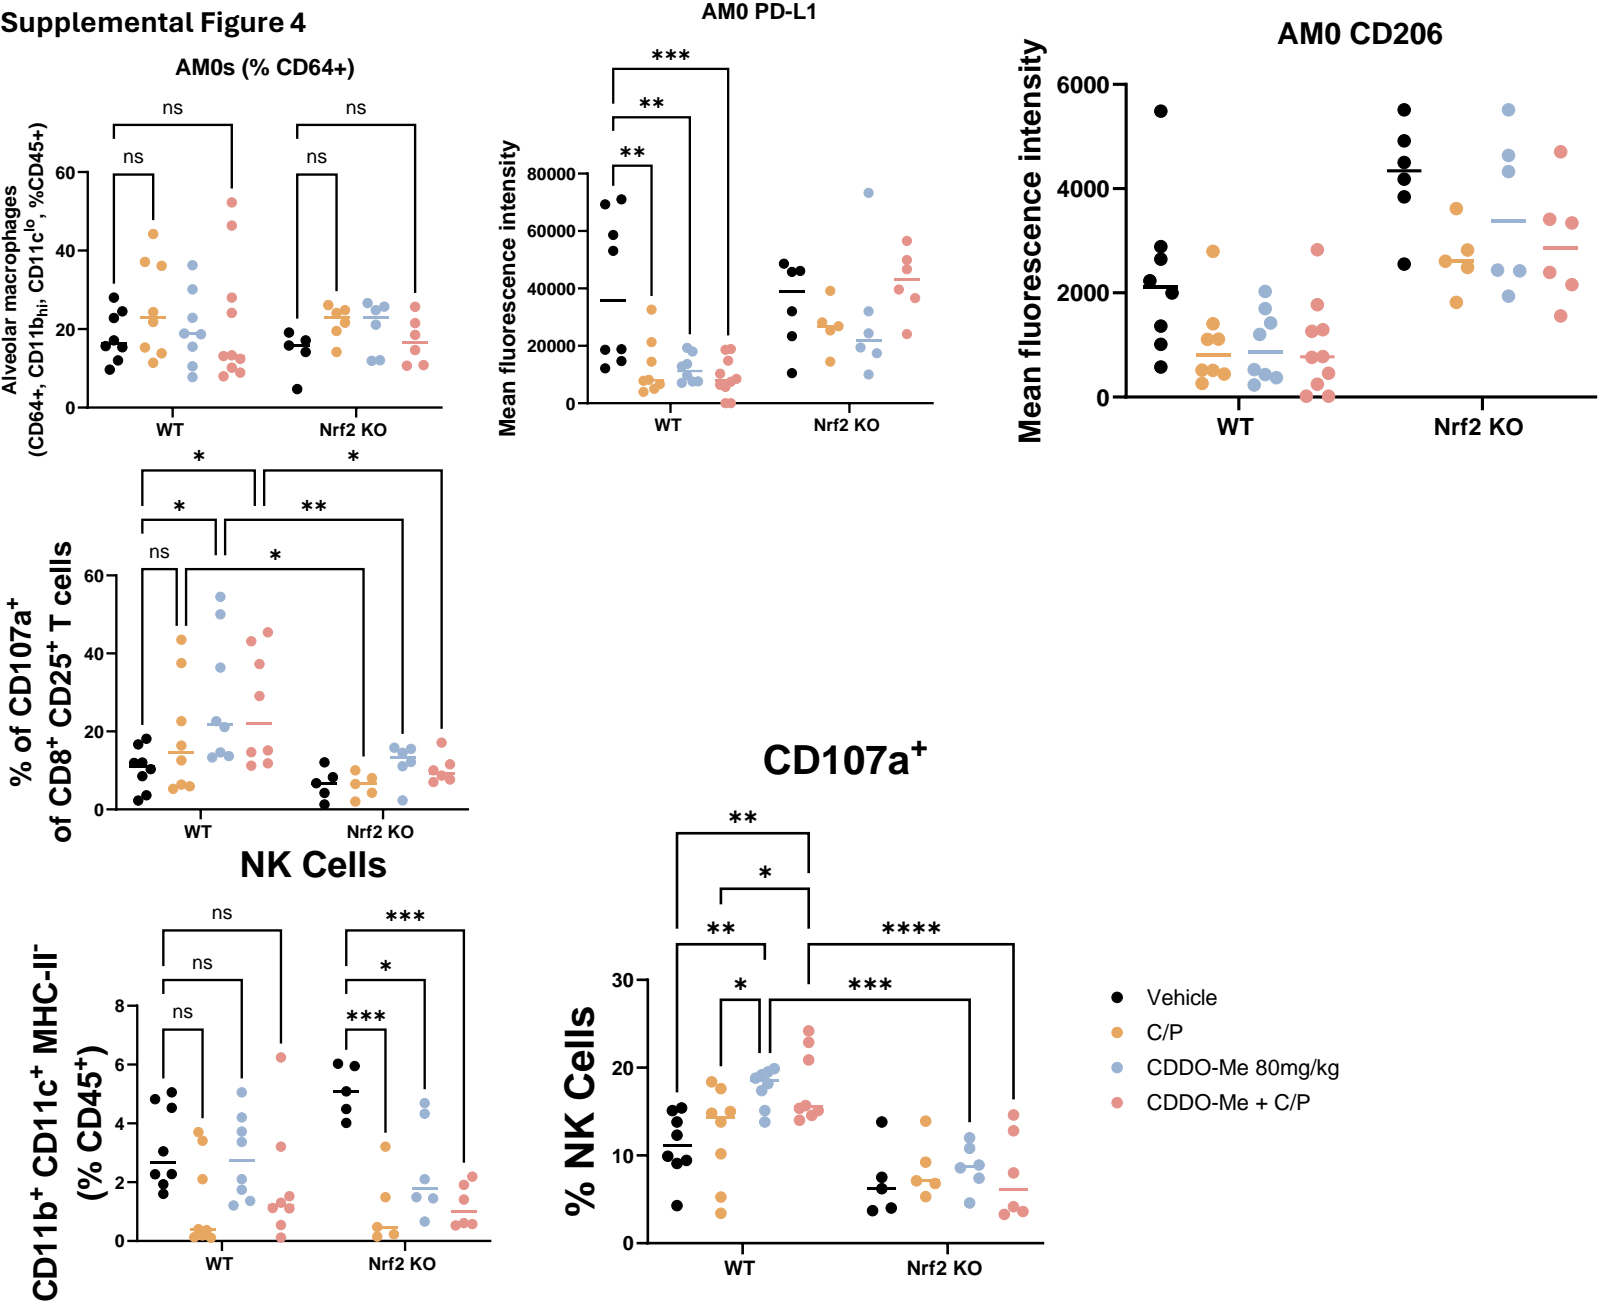 Supplemental Figure 4
AM0s (% CD64+)
Alveolar macrophages
(CD64+, CD11bhi, CD11clo, %CD45+)
ns
ns
ns
ns
60
40
20
0
WT
Nrf2 KO
AM0 PD-L1
Mean fluorescence intensity
***
**
**
80000
60000
40000
20000
0
WT
Nrf2 KO
AM0 CD206
Mean fluorescence intensity
6000
4000
2000
0
WT
Nrf2 KO
% of CD107a+
of CD8+ CD25+ T cells
*
*
*
**
ns
*
60
40
20
0
WT
Nrf2 KO
NK Cells
CD11b+ CD11c+ MHC-II-
(% CD45+)
ns
***
ns
*
ns
***
8
6
4
2
0
WT
Nrf2 KO
CD107a+
% NK Cells
**
*
**
****
*
***
30
20
10
0
WT
Nrf2 KO
Vehicle
C/P
CDDO-Me 80mg/kg
CDDO-Me + C/P